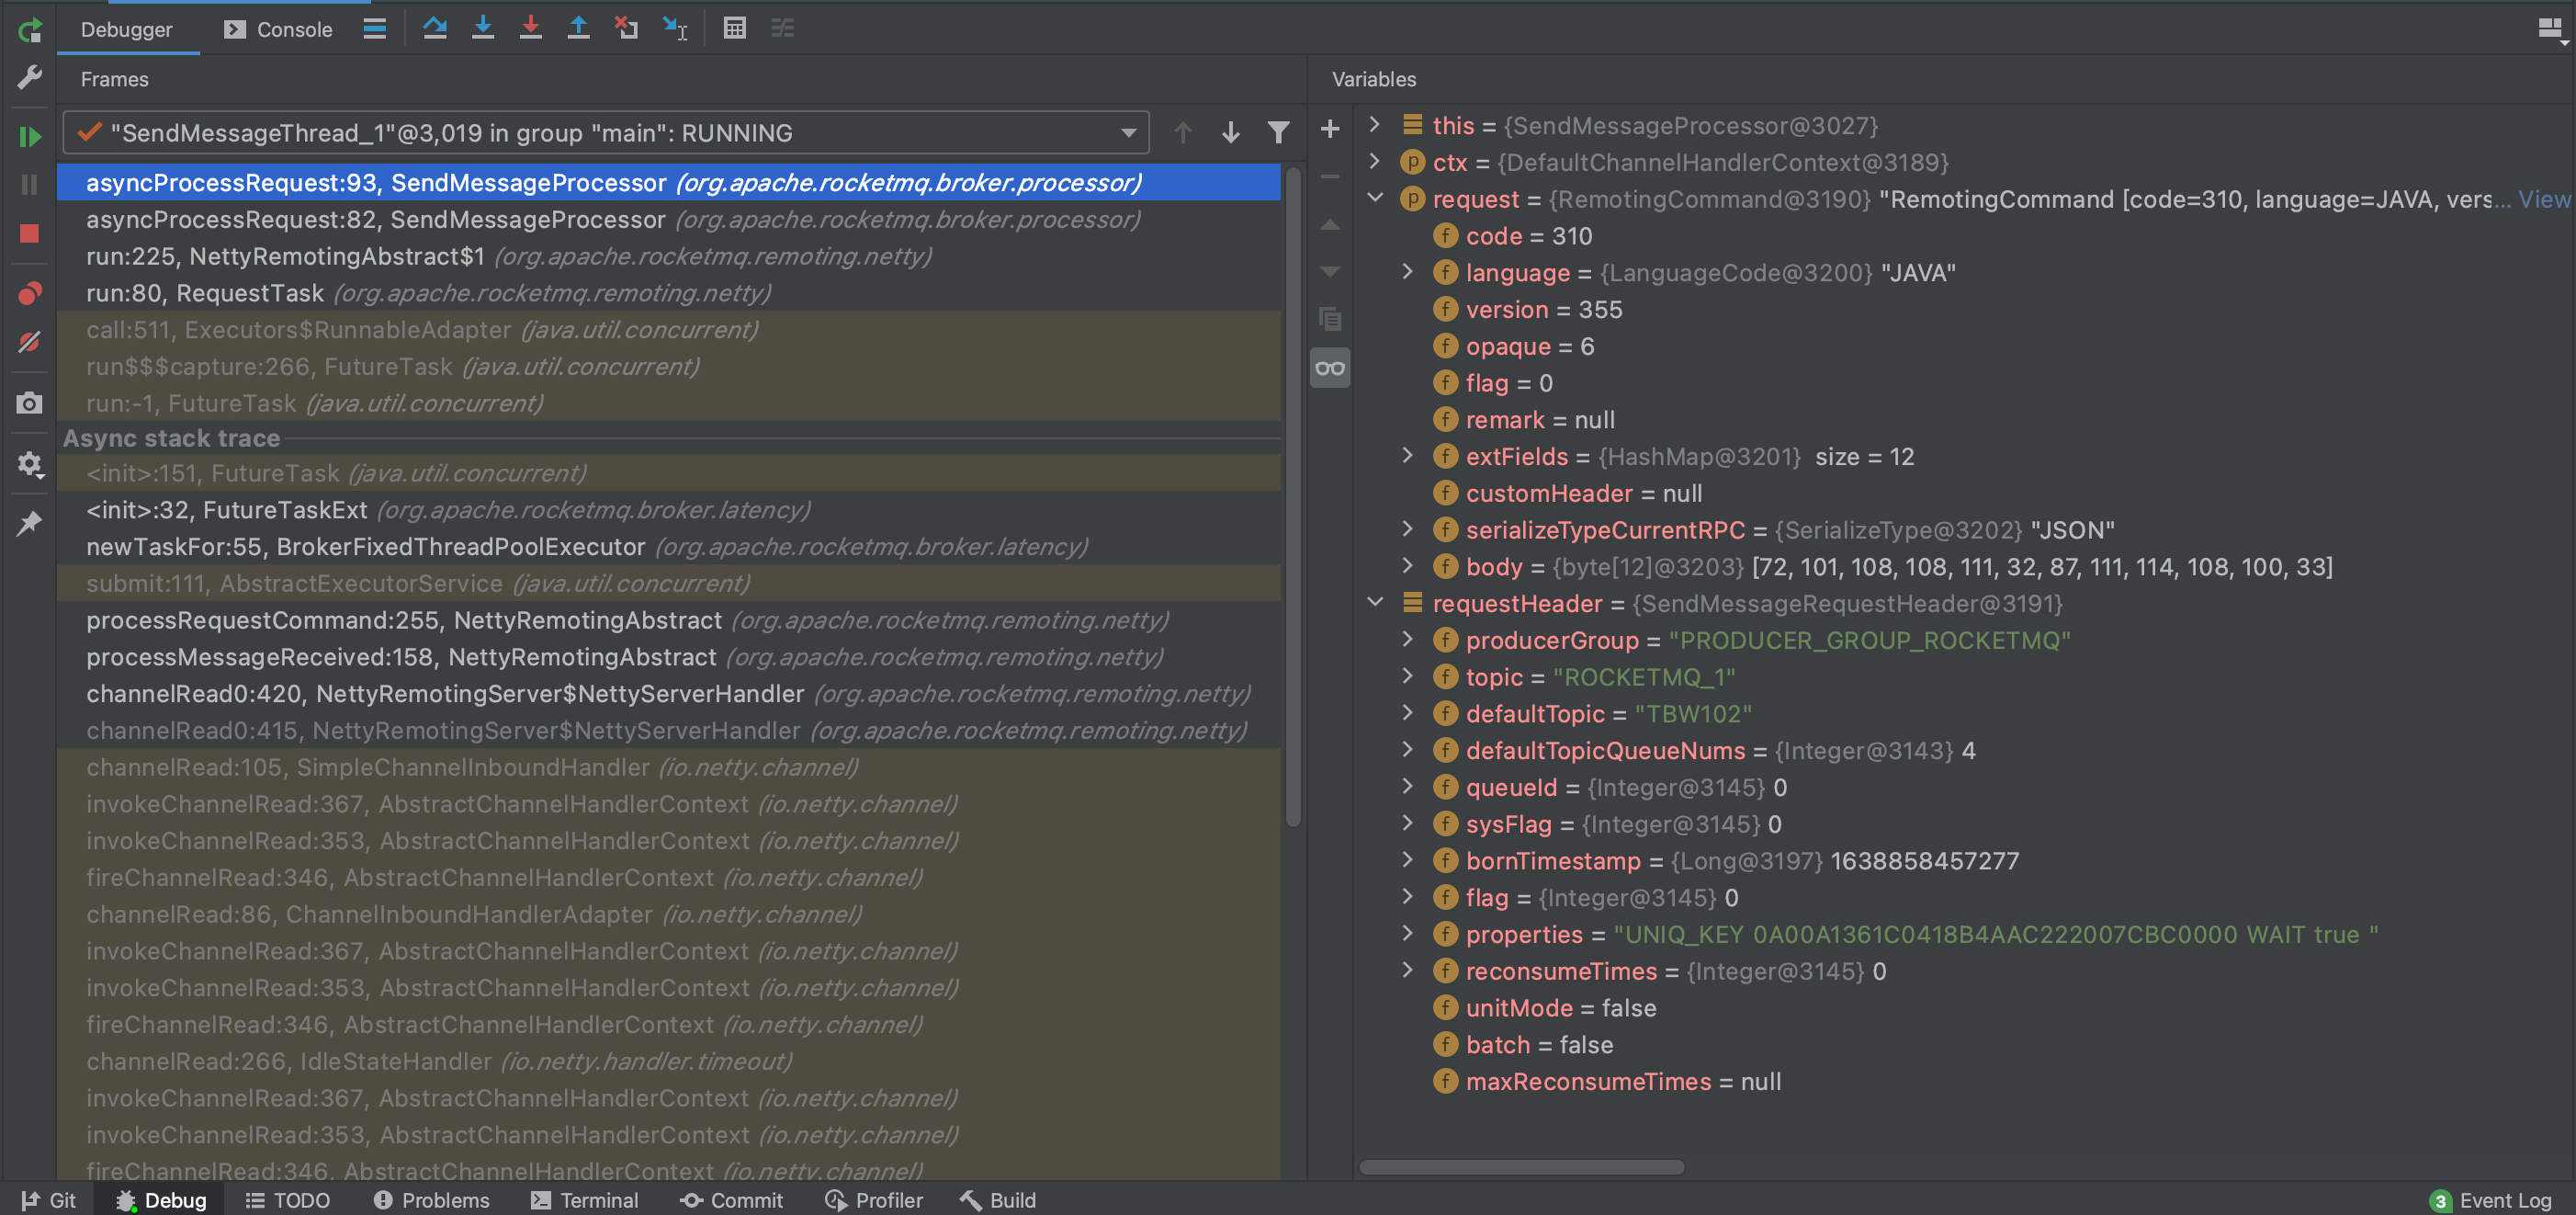 Debugger
Console
Frames
"SendMessageThread_1"@3,019 in group "main": RUNNING
asyncProcessRequest:93, SendMessageProcessor (org.apache.rocketmq.broker.processor)
asyncProcessRequest:82, SendMessageProcessor (org.apache.rocketmq.broker.processor)
run:225, NettyRemotingAbstract$1 (org.apache.rocketmq.remoting.netty)
run:80, RequestTask (org.apache.rocketmq.remoting.netty)
call:511, Executors$RunnableAdapter (java.util.concurrent)
run$$$capture:266, FutureTask (java.util.concurrent)
run:-1, FutureTask (java.util.concurrent)
Async stack trace
<init>:151, FutureTask (java.util.concurrent)
<init>:32, FutureTaskExt (org.apache.rocketmq.broker.latency)
newTaskFor:55, BrokerFixedThreadPoolExecutor (org.apache.rocketmq.broker.latency)
submit:111, AbstractExecutorService (java.util.concurrent)
processRequestCommand:255, NettyRemotingAbstract (org.apache.rocketmq.remoting.netty)
processMessageReceived:158, NettyRemotingAbstract (org.apache.rocketmq.remoting.netty)
channelRead0:420, NettyRemotingServer$NettyServerHandler (org.apache.rocketmq.remoting.netty)
channelRead0:415, NettyRemotingServer$NettyServerHandler (org.apache.rocketmq.remoting.netty)
channelRead:105, SimpleChannelInboundHandler (io.netty.channel)
invokeChannelRead:367, AbstractChannelHandlerContext (io.netty.channel)
invokeChannelRead:353, AbstractChannelHandlerContext (io.netty.channel)
fireChannelRead:346, AbstractChannelHandlerContext (io.netty.channel)
channelRead:86, ChannelInboundHandlerAdapter (io.netty.channel)
invokeChannelRead:367, AbstractChannelHandlerContext (io.netty.channel)
invokeChannelRead:353, AbstractChannelHandlerContext (io.netty.channel)
fireChannelRead:346, AbstractChannelHandlerContext (io.netty.channel)
channelRead:266, IdleStateHandler (io.netty.handler.timeout)
invokeChannelRead:367, AbstractChannelHandlerContext (io.netty.channel)
invokeChannelRead:353, AbstractChannelHandlerContext (io.netty.channel)
fireChannelRead:346, AbstractChannelHandlerContext (io.netty.channel)
Variables
this = {SendMessageProcessor@3027}
p ctx = {DefaultChannelHandlerContext@3189}
p request = {RemotingCommand@3190} "RemotingCommand [code=310, language=JAVA, vers... View
f code = 310
f language = {LanguageCode@3200} "JAVA"
f version = 355
f opaque = 6
f flag = 0
f remark = null
f extFields = {HashMap@3201} size = 12
f customHeader = null
f serializeTypeCurrentRPC = {SerializeType@3202} "JSON"
f body = {byte[12]@3203} [72, 101, 108, 108, 111, 32, 87, 111, 114, 108, 100, 33]
requestHeader = {SendMessageRequestHeader@3191}
f producerGroup = "PRODUCER_GROUP_ROCKETMQ"
f topic = "ROCKETMQ_1"
f defaultTopic = "TBW102"
f defaultTopicQueueNums = {Integer@3143} 4
f queueId = {Integer@3145} 0
f sysFlag = {Integer@3145} 0
f bornTimestamp = {Long@3197} 1638858457277
f flag = {Integer@3145} 0
f properties = "UNIQ_KEY 0A00A1361C0418B4AAC222007CBC0000 WAIT true "
f reconsumeTimes = {Integer@3145} 0
f unitMode = false
f batch = false
f maxReconsumeTimes = null
Git
Debug
TODO
Problems
Terminal
Commit
Profiler
Build
3 Event Log